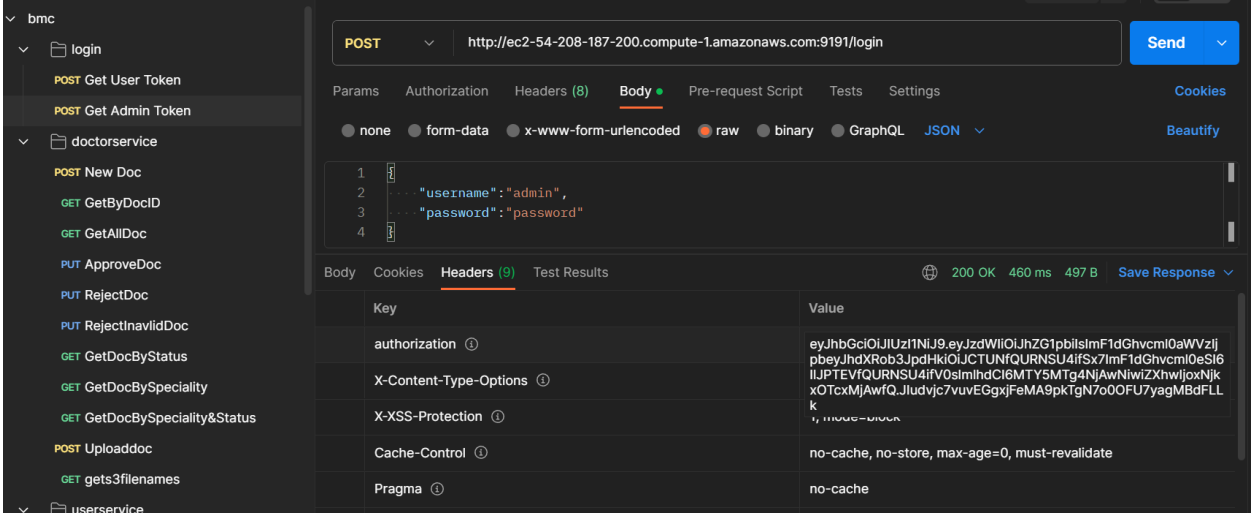 bmc
login
POST Get User Token
POST Get Admin Token
doctorservice
POST New Doc
GET GetByDocID
GET GetAllDoc
PUT ApproveDoc
PUT RejectDoc
PUT RejectInavlidDoc
GET GetDocByStatus
GET GetDocBySpeciality
GET GetDocBySpeciality&Status
POST Uploaddoc
GET gets3filenames
userservice
POST http://ec2-54-208-187-200.compute-1.amazonaws.com:9191/login Send
Params Authorization Headers (8) Body Pre-request Script Tests Settings Cookies
none form-data x-www-form-urlencoded raw binary GraphQL JSON Beautify
1 {
2 ····"username":"admin",
3 ····"password":"password"
4 }
Body Cookies Headers (9) Test Results 200 OK 460 ms 497 B Save Response
Key Value
authorization
X-Content-Type-Options
X-XSS-Protection 1; mode=block
Cache-Control no-cache, no-store, max-age=0, must-revalidate
Pragma no-cache